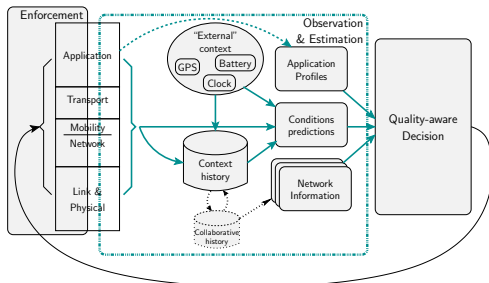 Enforcement
Application
Transport
Mobility
Network
Link &
Physical
"External"
context
GPS
Battery
Clock
Context
history
Collaborative
history
Observation
& Estimation
Application
Profiles
Conditions
predictions
Network
Information
Quality-aware
Decision